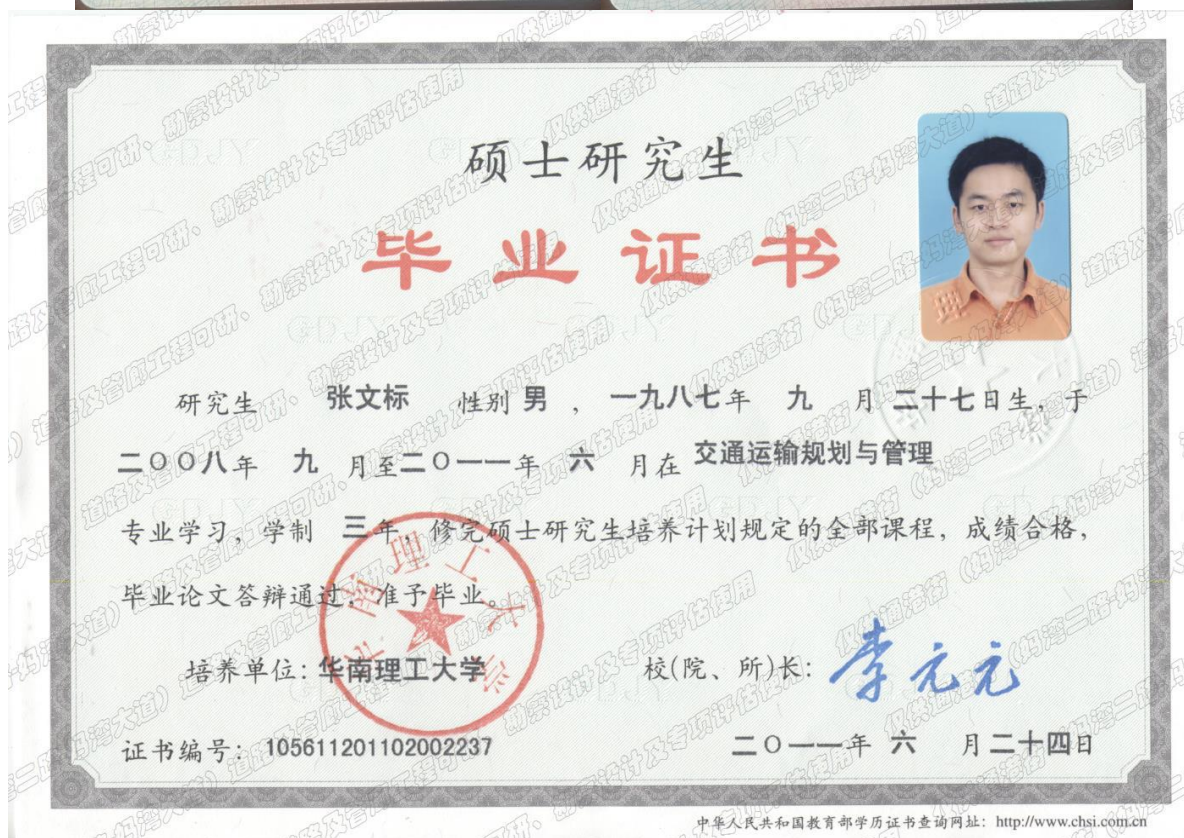 硕士研究生
毕业证书
研究生 张文标 性别 男 , 一九八七年 九 月 二十七日生, 于
二〇〇八年 九 月至二〇一一年 六 月在 交通运输规划与管理
专业学习, 学制 三年, 修完硕士研究生培养计划规定的全部课程, 成绩合格,
毕业论文答辩通过, 准予毕业。
华南理工大学
培养单位: 华南理工大学 校(院、所)长: 李元元
证书编号: 105611201102002237 二〇一一年 六 月二十四日
中华人民共和国教育部学历证书查询网址: http://www.chsi.com.cn
仅供通港街(妈湾二路-妈湾大道)道路及管廊工程可研、勘察设计及专项评估使用